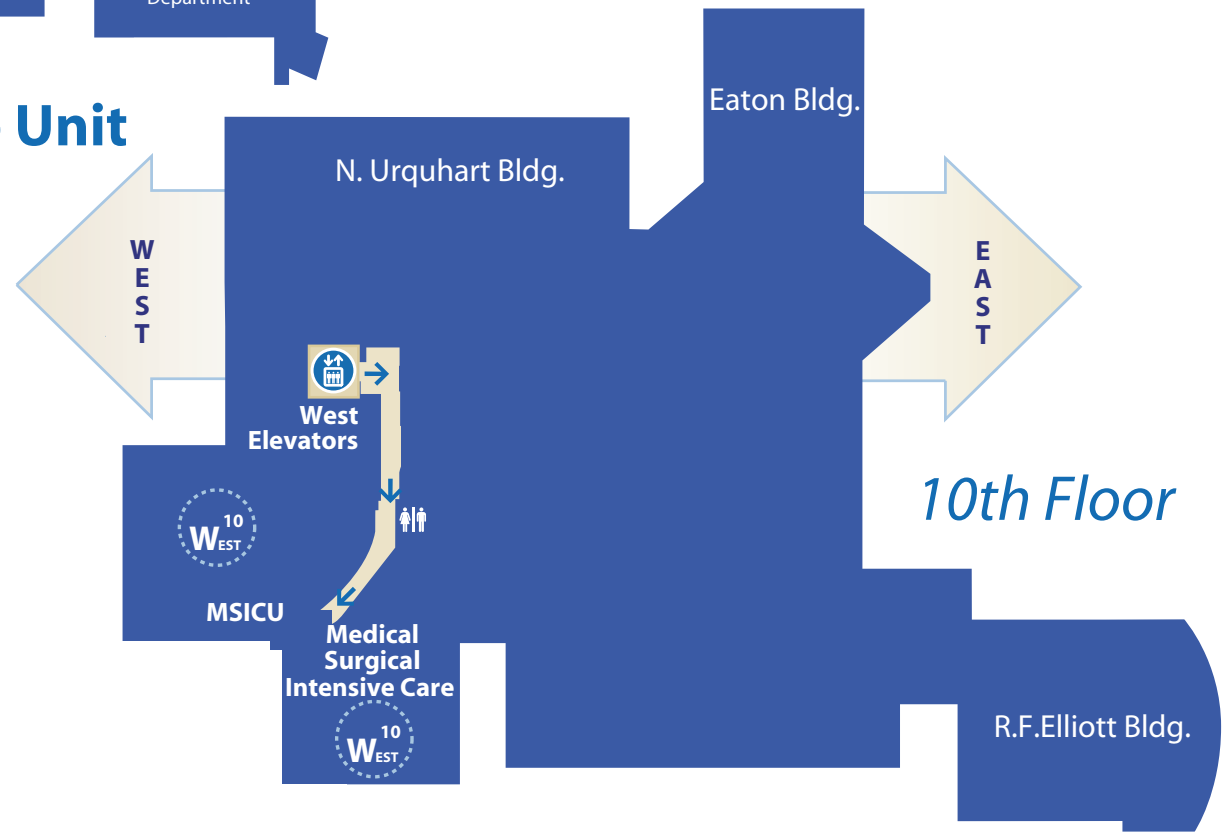 Department
Unit
Eaton Bldg.
N. Urquhart Bldg.
W
E
S
T
E
A
S
T
West
Elevators
10th Floor
10
WEST
MSICU
Medical
Surgical
Intensive Care
10
WEST
R.F.Elliott Bldg.